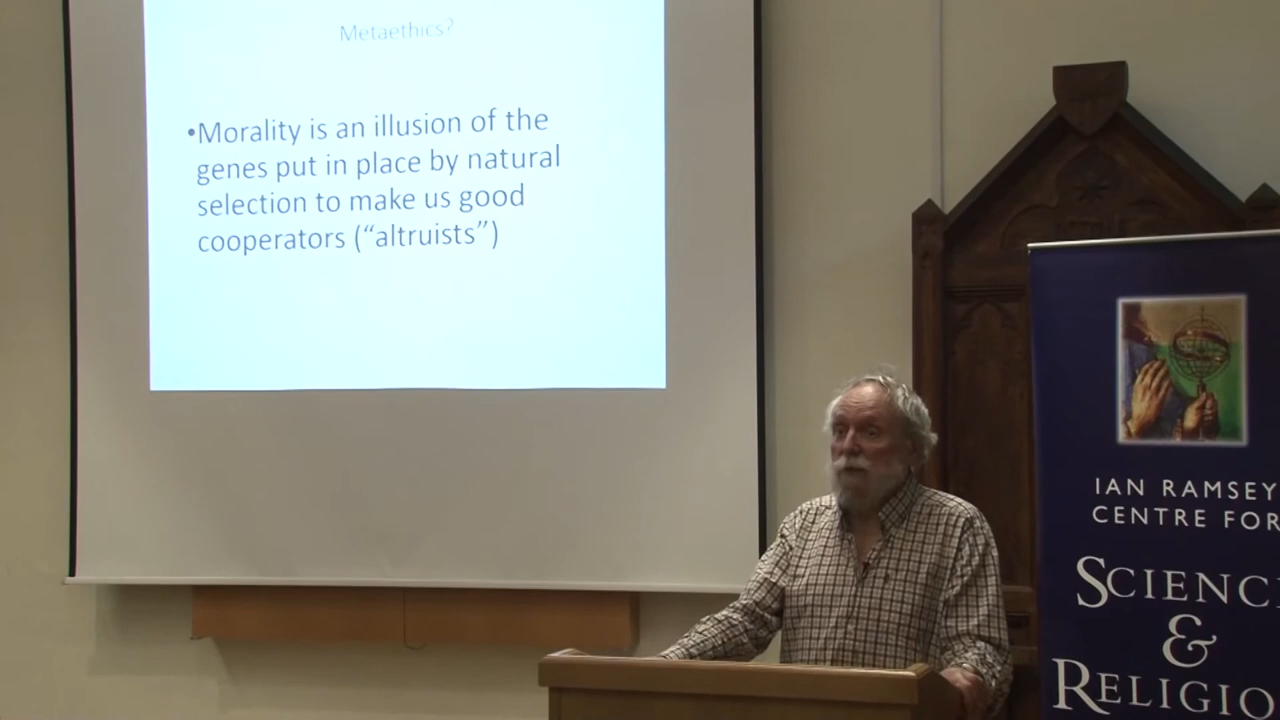 Metaethics?
•Morality is an illusion of the
genes put in place by natural
selection to make us good
cooperators (“altruists”)
IAN RAMSEY
CENTRE FOR
SCIENC
&
RELIGIO